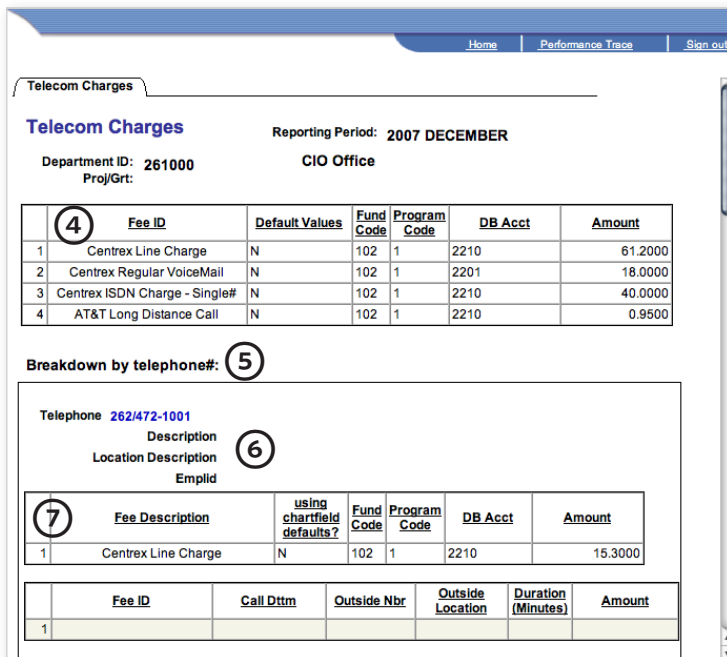 Home Performance Trace Sign out
Telecom Charges
Telecom Charges Reporting Period: 2007 DECEMBER
Department ID: 261000 CIO Office
Proj/Grt:
4 Fee ID Default Values Fund Code Program Code DB Acct Amount
1 Centrex Line Charge N 102 1 2210 61.2000
2 Centrex Regular VoiceMail N 102 1 2201 18.0000
3 Centrex ISDN Charge - Single# N 102 1 2210 40.0000
4 AT&T Long Distance Call N 102 1 2210 0.9500
Breakdown by telephone#: 5
Telephone 262/472-1001
Description
Location Description 6
Emplid
7 Fee Description using chartfield defaults? Fund Code Program Code DB Acct Amount
1 Centrex Line Charge N 102 1 2210 15.3000
Fee ID Call Dttm Outside Nbr Outside Location Duration (Minutes) Amount
1